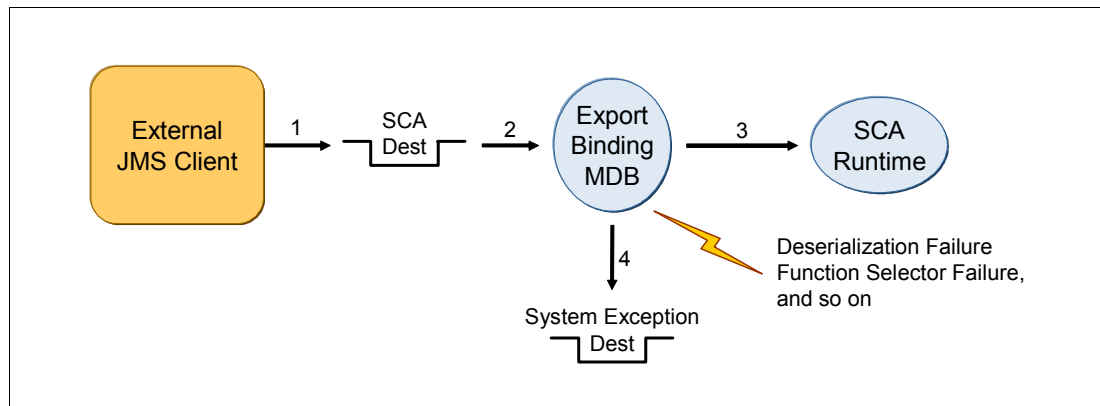 External
JMS Client
1
SCA
Dest
2
Export
Binding
MDB
3
SCA
Runtime
4
Deserialization Failure
Function Selector Failure,
and so on
System Exception
Dest